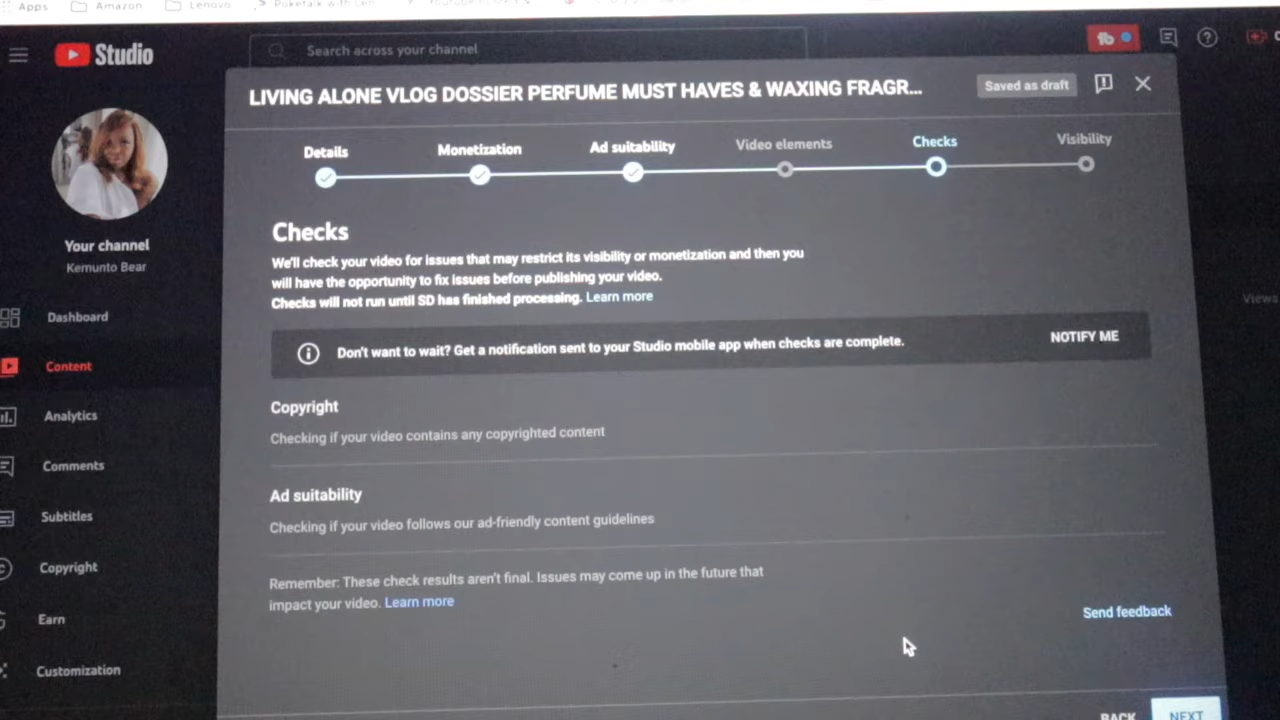 Apps Amazon Lenovo Poketalk with Len
Studio
Search across your channel
LIVING ALONE VLOG DOSSIER PERFUME MUST HAVES & WAXING FRAGR...
Saved as draft
Details Monetization Ad suitability Video elements Checks Visibility
Your channel
Kemunto Bear
Dashboard
Content
Analytics
Comments
Subtitles
Copyright
Earn
Customization
Checks
We'll check your video for issues that may restrict its visibility or monetization and then you
will have the opportunity to fix issues before publishing your video.
Checks will not run until SD has finished processing. Learn more
Don't want to wait? Get a notification sent to your Studio mobile app when checks are complete.
NOTIFY ME
Copyright
Checking if your video contains any copyrighted content
Ad suitability
Checking if your video follows our ad-friendly content guidelines
Remember: These check results aren't final. Issues may come up in the future that
impact your video. Learn more
Send feedback
BACK NEXT
Views